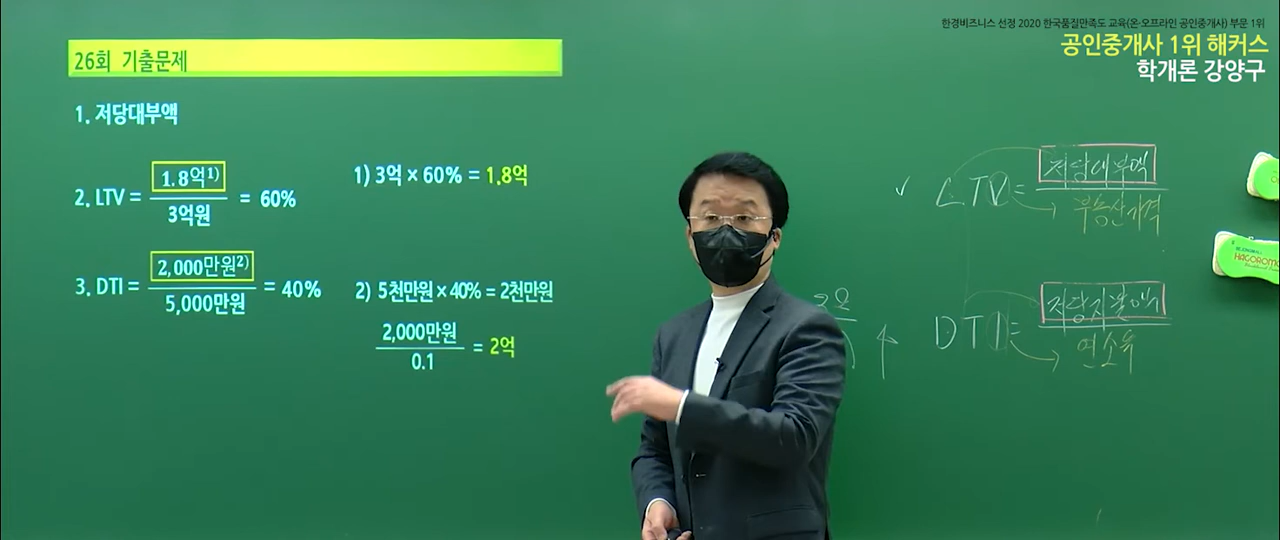 한경비즈니스 선정 2020 한국품질만족도 교육(온·오프라인 공인중개사) 부문 1위
공인중개사 1위 해커스
학개론 강양구
26회 기출문제
1. 저당대부액
2. LTV = 1.8억1) / 3억원 = 60%
1) 3억 × 60% = 1.8억
3. DTI = 2,000만원2) / 5,000만원 = 40%
2) 5천만원 × 40% = 2천만원
2,000만원 / 0.1 = 2억
LTV = 저당대부액 / 부동산가격
DTI = 저당지불액 / 연소득
HAGOROMO